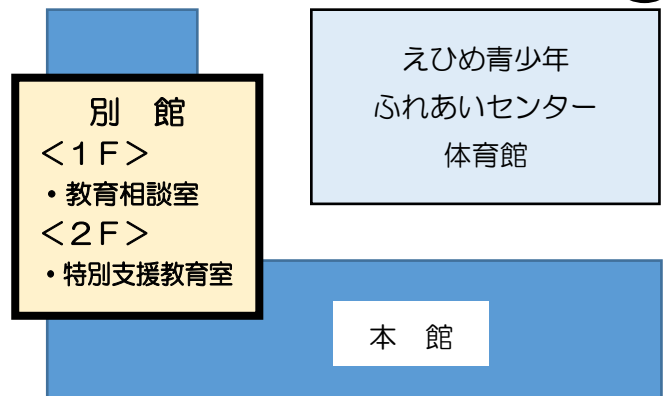 別　館
＜１Ｆ＞
・教育相談室
＜２Ｆ＞
・特別支援教育室
えひめ青少年
ふれあいセンター
体育館
本　館